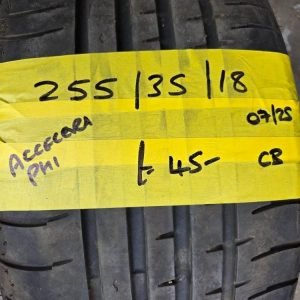 255/35/18
07/25
ACCELERA
PHI
£ 45- CB